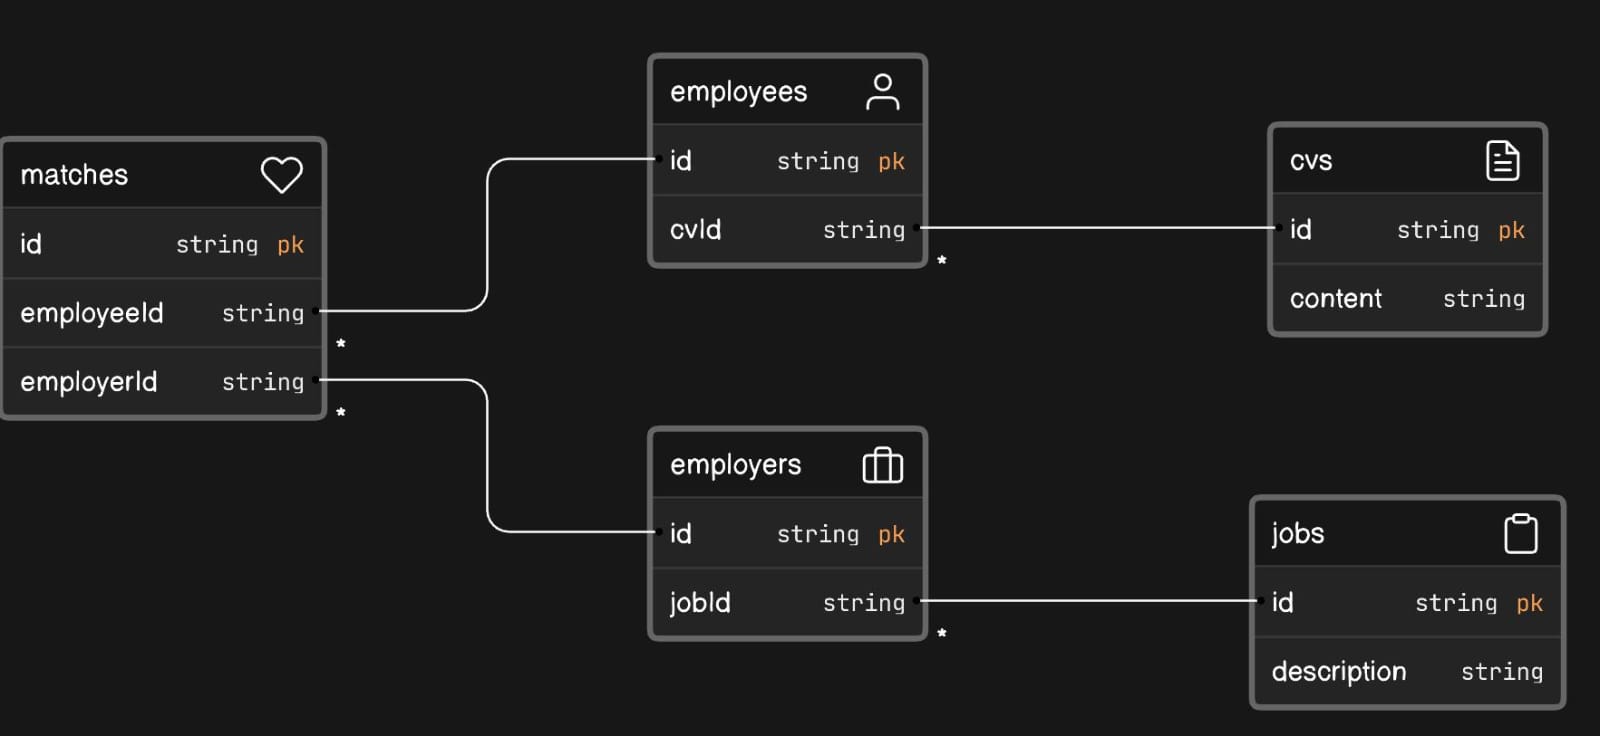 matches
id string pk
employeeId string
*
employerId string
*
employees
id string pk
cvId string
*
employers
id string pk
jobId string
*
cvs
id string pk
content string
jobs
id string pk
description string